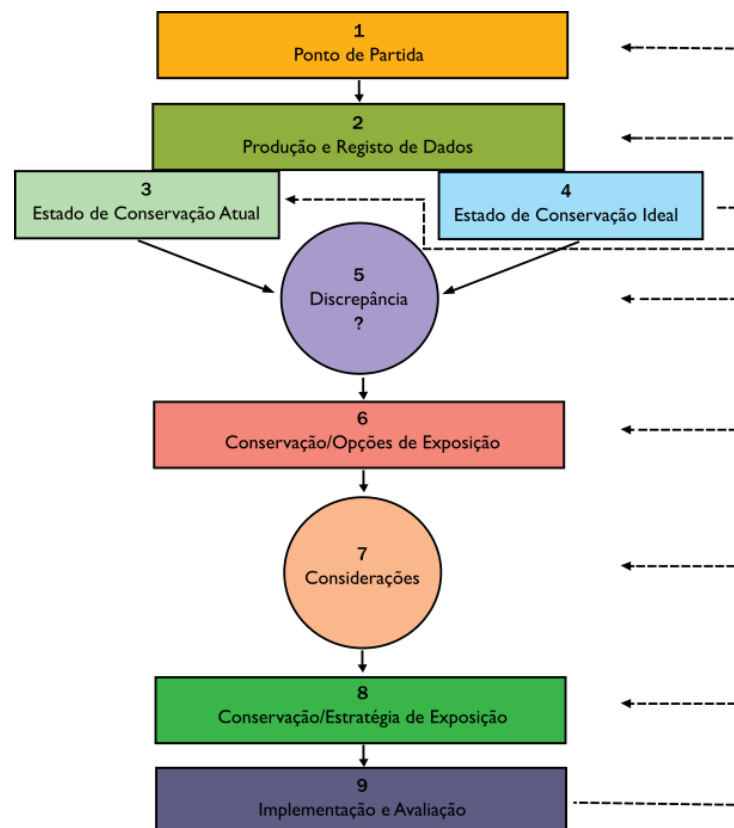 1
Ponto de Partida
2
Produção e Registo de Dados
3
Estado de Conservação Atual
4
Estado de Conservação Ideal
5
Discrepância
?
6
Conservação/Opções de Exposição
7
Considerações
8
Conservação/Estratégia de Exposição
9
Implementação e Avaliação